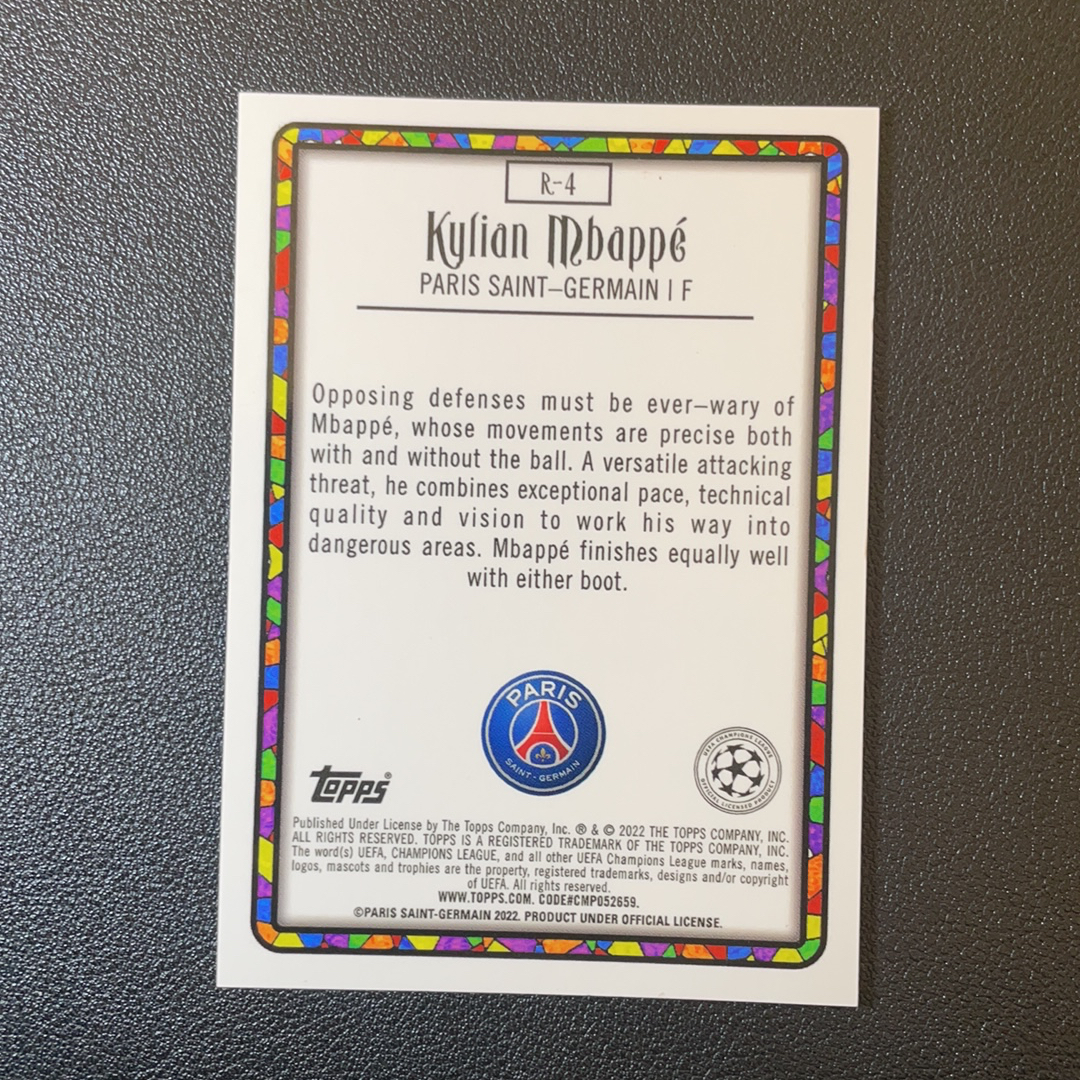 R-4
Kylian Mbappé
PARIS SAINT-GERMAIN | F
Opposing defenses must be ever-wary of
Mbappé, whose movements are precise both
with and without the ball. A versatile attacking
threat, he combines exceptional pace, technical
quality and vision to work his way into
dangerous areas. Mbappé finishes equally well
with either boot.
PARIS
SAINT-GERMAIN
UEFA CHAMPIONS LEAGUE
OFFICIAL LICENSED PRODUCT
Topps®
Published Under License by The Topps Company, Inc. ® & © 2022 THE TOPPS COMPANY, INC.
ALL RIGHTS RESERVED. TOPPS IS A REGISTERED TRADEMARK OF THE TOPPS COMPANY, INC.
The word(s) UEFA, CHAMPIONS LEAGUE, and all other UEFA Champions League marks, names,
logos, mascots and trophies are the property, registered trademarks, designs and/or copyright
of UEFA. All rights reserved.
WWW.TOPPS.COM. CODE#CMP052659.
©PARIS SAINT-GERMAIN 2022. PRODUCT UNDER OFFICIAL LICENSE.